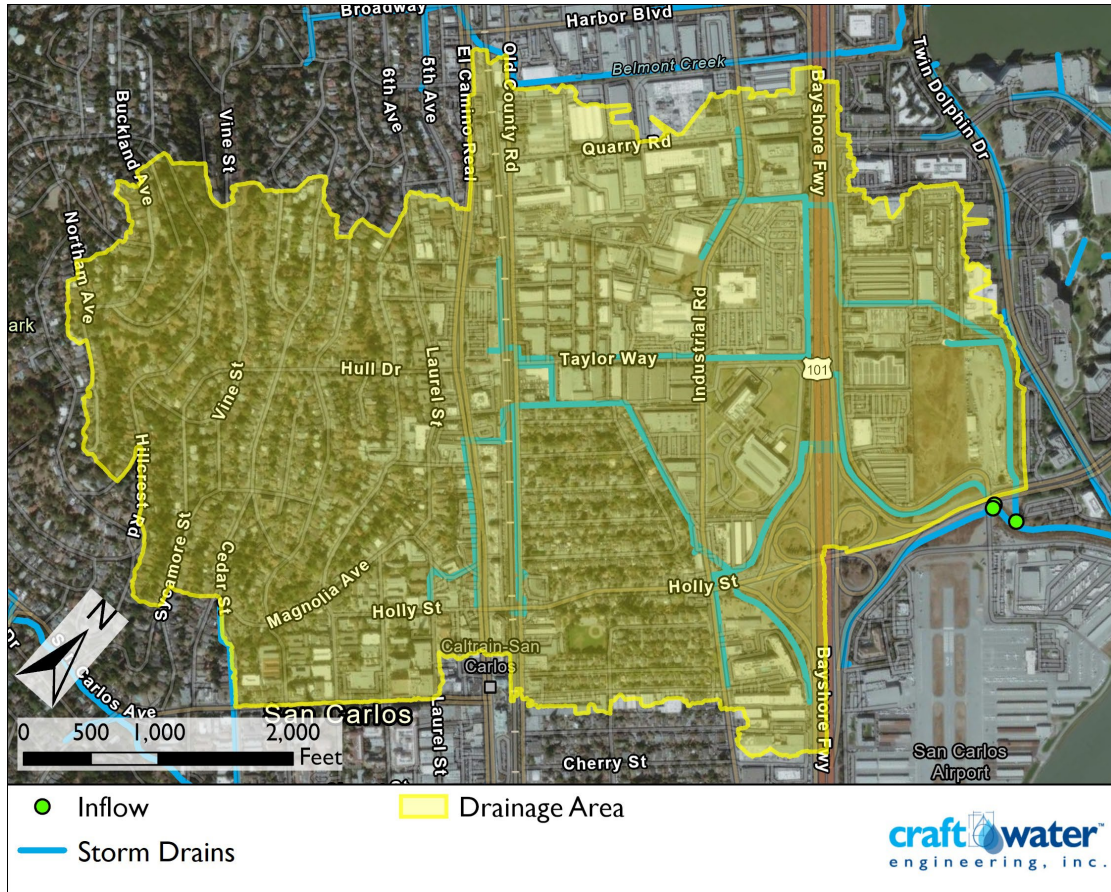 Broadway
Harbor Blvd
Belmont Creek
El Camino Real
Old County Rd
5th Ave
6th Ave
Twin Dolphin Dr
Bayshore Fwy
Buckland Ave
Vine St
Quarry Rd
Northam Ave
ark
Industrial Rd
Taylor Way
101
Hull Dr
Laurel St
Vine St
Hillcrest Rd
Sycamore St
Cedar St
Magnolia Ave
Holly St
Holly St
Caltrain-San
Carlos
N
Dr
Carlos Ave
San Carlos
Laurel St
Cherry St
Bayshore Fwy
San Carlos
Airport
0 500 1,000 2,000
Feet
Inflow
Drainage Area
Storm Drains
craft water™
engineering, inc.